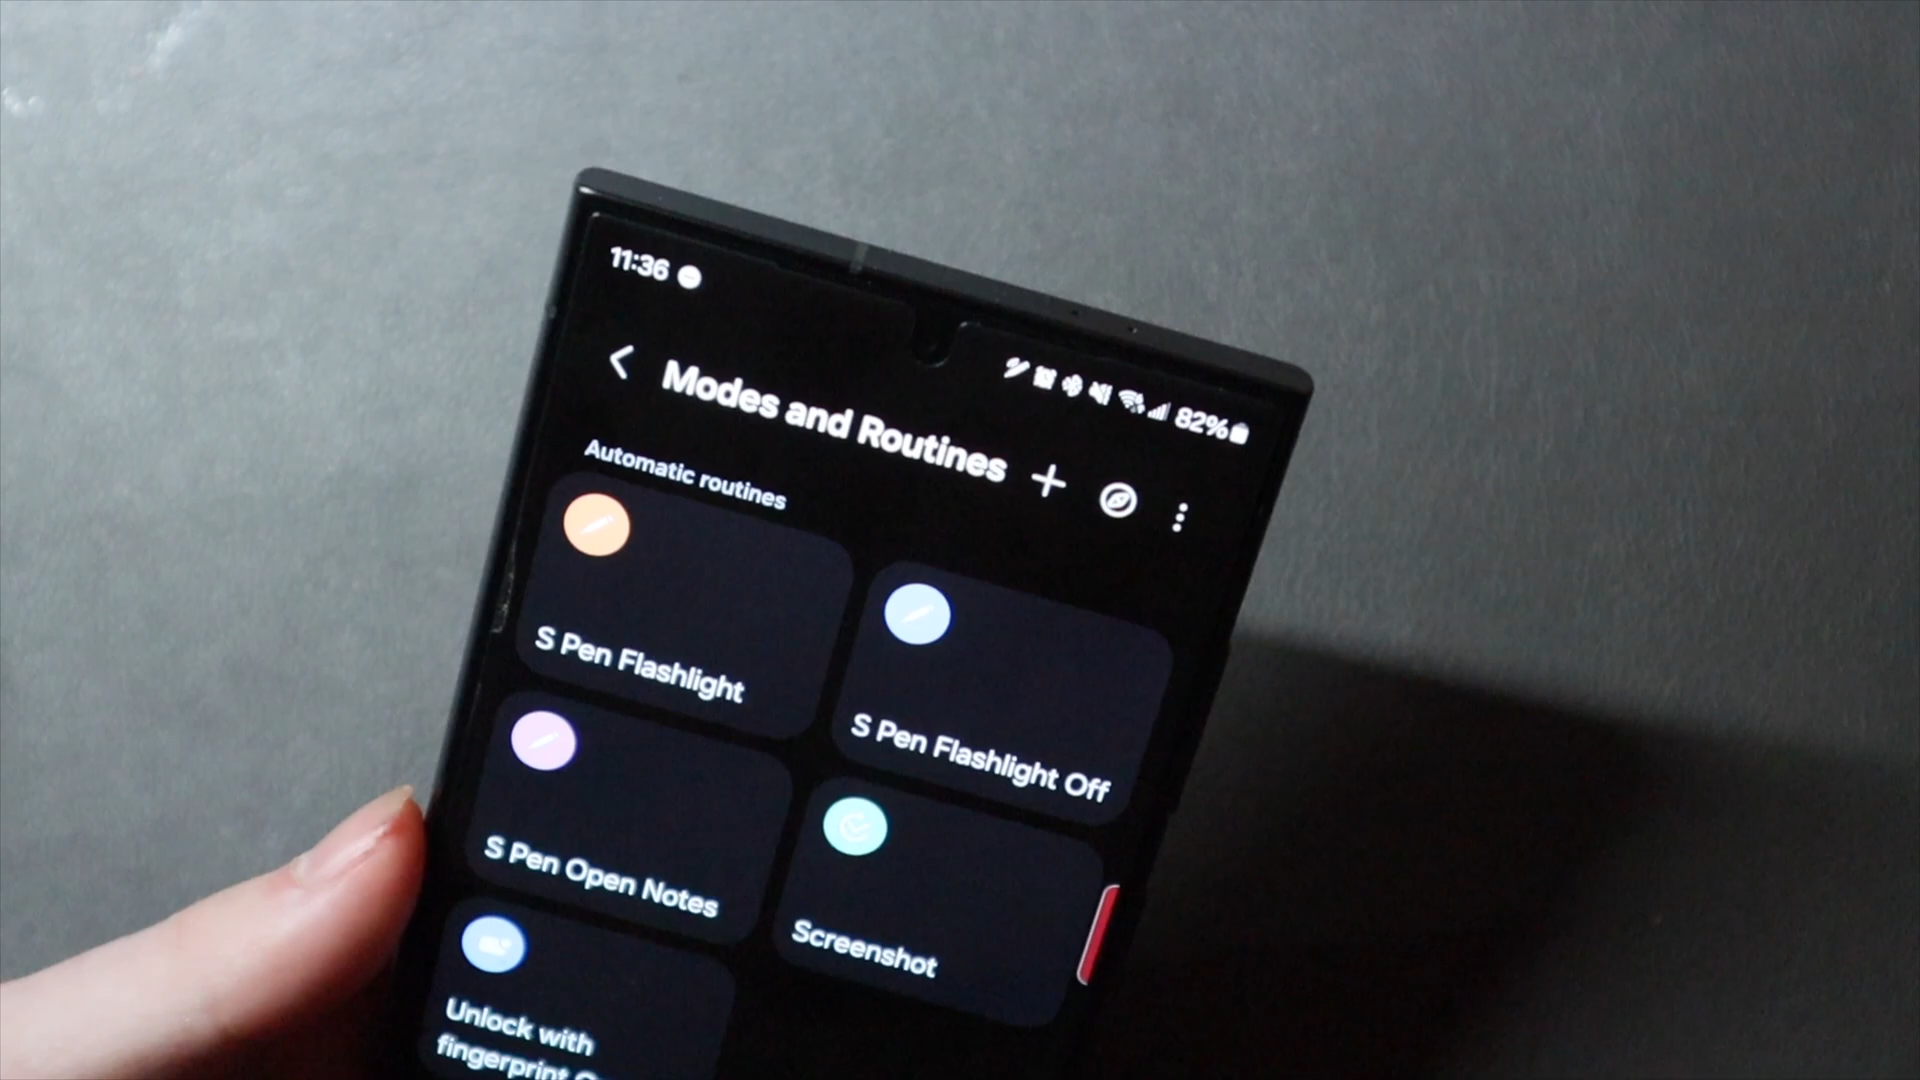 11:36
82%
Modes and Routines
Automatic routines
S Pen Flashlight
S Pen Flashlight Off
S Pen Open Notes
Screenshot
Unlock with
fingerprint